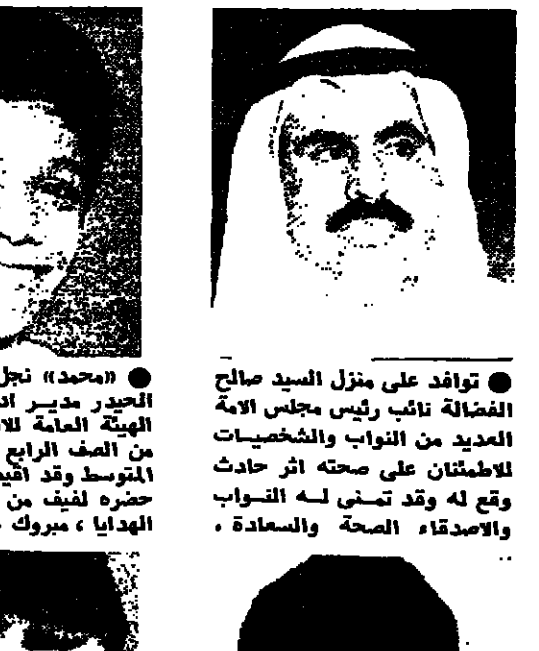 ● توافد على منزل السيد صالح
الفضالة نائب رئيس مجلس الامة
العديد من النواب والشخصيات
للاطمئنان على صحته اثر حادث
وقع له وقد تمنى له النواب
والاصدقاء الصحة والسعادة .
● «محمد» نجل
الحيدر مدير اد
الهيئة العامة للا
من الصف الرابع
المتوسط وقد اقيم
حضره لفيف من
الهدايا ، مبروك .